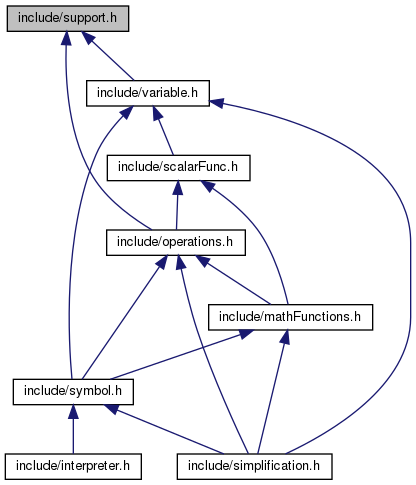 include/support.h
include/variable.h
include/scalarFunc.h
include/operations.h
include/mathFunctions.h
include/symbol.h
include/interpreter.h
include/simplification.h